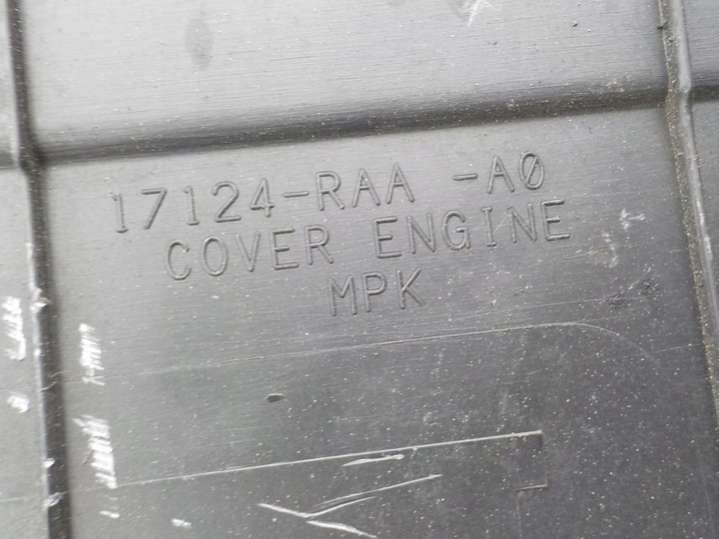 17124-RAA -A0
COVER ENGINE
MPK